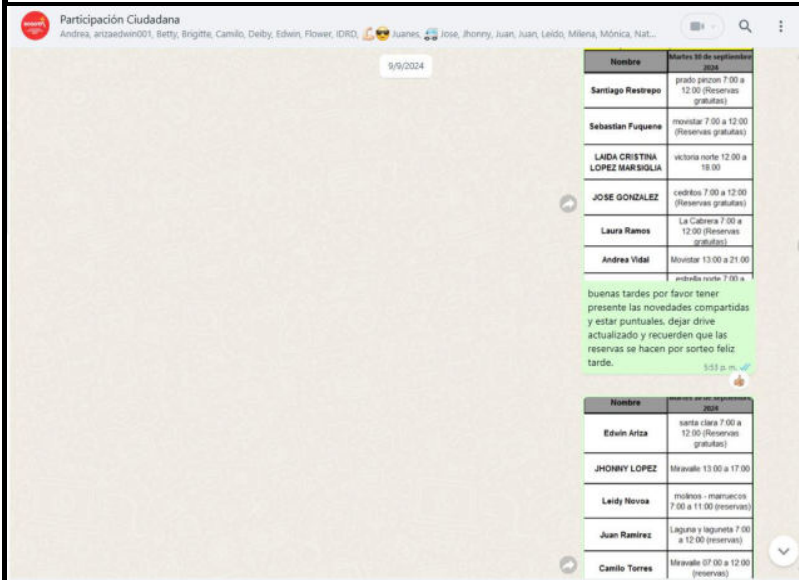 Participación Ciudadana
Andrea, arizaedwin001, Betty, Brigitte, Camilo, Deiby, Edwin, Flower, IDRD, 💪😎 Juanes, 🚐 Jose, Jhonny, Juan, Juan, Leido, Milena, Mónica, Nat...
9/9/2024
Nombre
Martes 10 de septiembre
2024
Santiago Restrepo
prado pinzon 7:00 a
12:00 (Reservas
gratuitas)
Sebastian Fuquene
movistar 7:00 a 12:00
(Reservas gratuitas)
LAIDA CRISTINA
LOPEZ MARSIGLIA
victoria norte 12:00 a
18:00
JOSE GONZALEZ
cedritos 7:00 a 12:00
(Reservas gratuitas)
Laura Ramos
La Cabrera 7:00 a
12:00 (Reservas
gratuitas)
Andrea Vidal
Movistar 13:00 a 21:00
estrella norte 7:00 a
buenas tardes por favor tener
presente las novedades compartidas
y estar puntuales, dejar drive
actualizado y recuerden que las
reservas se hacen por sorteo feliz
tarde.
5:53 p. m.
Nombre
Martes 10 de septiembre
2024
Edwin Ariza
santa clara 7:00 a
12:00 (Reservas
gratuitas)
JHONNY LOPEZ
Miravalle 13:00 a 17:00
Leidy Novoa
molinos - marruecos
7:00 a 11:00 (reservas)
Juan Ramirez
Laguna y laguneta 7:00
a 12:00 (reservas)
Camilo Torres
Miravalle 07:00 a 12:00
(reservas)